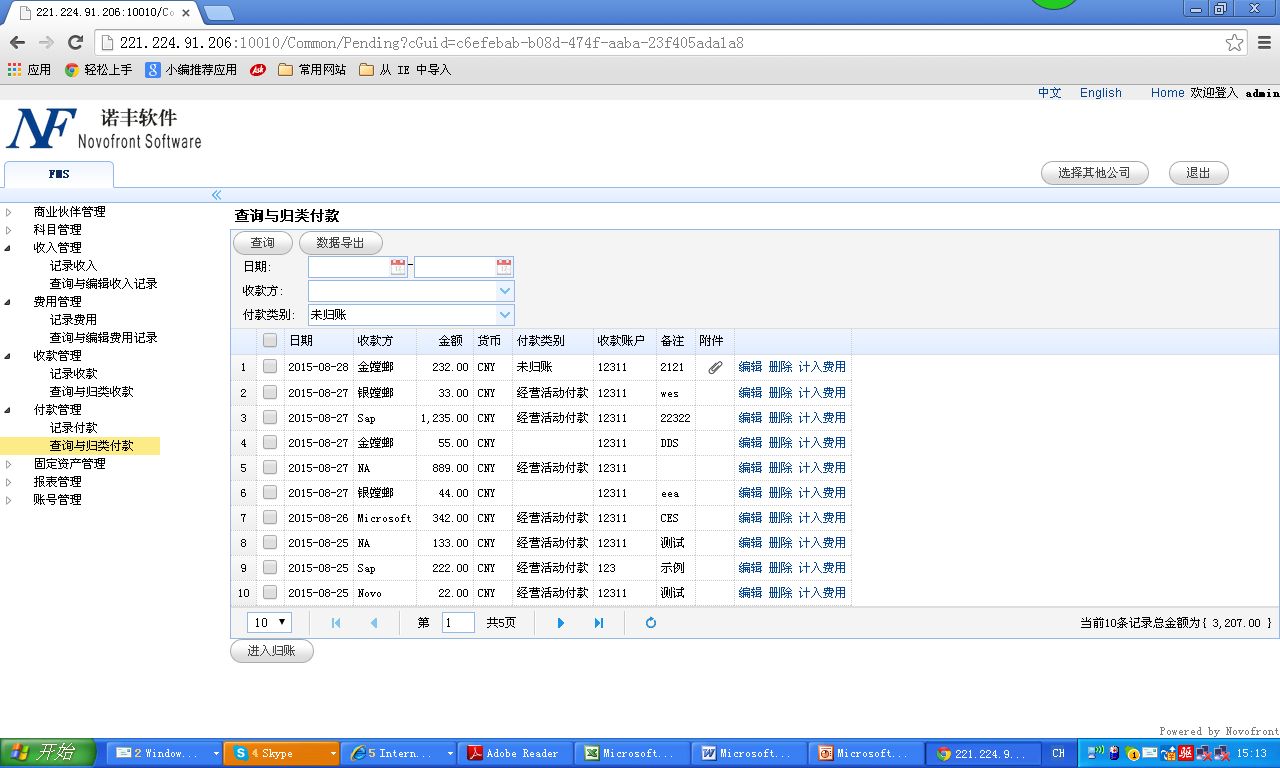 221.224.91.206:10010/Co
221.224.91.206:10010/Common/Pending?cGuid=c6efebab-b08d-474f-aaba-23f405ada1a8
应用 轻松上手 小编推荐应用 Ask 常用网站 从 IE 中导入
中文 English Home 欢迎登入 admin
NF 诺丰软件
Novofront Software
FMS 选择其他公司 退出
商业伙伴管理
科目管理
收入管理
记录收入
查询与编辑收入记录
费用管理
记录费用
查询与编辑费用记录
收款管理
记录收款
查询与归类收款
付款管理
记录付款
查询与归类付款
固定资产管理
报表管理
账号管理
查询与归类付款
查询 数据导出
日期: -
收款方:
付款类别: 未归账
日期 收款方 金额 货币 付款类别 收款账户 备注 附件
1 2015-08-28 金螳螂 232.00 CNY 未归账 12311 2121 编辑 删除 计入费用
2 2015-08-27 银螳螂 33.00 CNY 经营活动付款 12311 wes 编辑 删除 计入费用
3 2015-08-27 Sap 1,235.00 CNY 经营活动付款 12311 22322 编辑 删除 计入费用
4 2015-08-27 金螳螂 55.00 CNY 12311 DDS 编辑 删除 计入费用
5 2015-08-27 NA 889.00 CNY 经营活动付款 12311 编辑 删除 计入费用
6 2015-08-27 银螳螂 44.00 CNY 12311 eea 编辑 删除 计入费用
7 2015-08-26 Microsoft 342.00 CNY 经营活动付款 12311 CES 编辑 删除 计入费用
8 2015-08-25 NA 133.00 CNY 经营活动付款 12311 测试 编辑 删除 计入费用
9 2015-08-25 Sap 222.00 CNY 经营活动付款 123 示例 编辑 删除 计入费用
10 2015-08-25 Novo 22.00 CNY 经营活动付款 12311 测试 编辑 删除 计入费用
10 第 1 共5页 当前10条记录总金额为{ 3,207.00 }
进入归账
Powered by Novofront
开始 2 Window... 4 Skype 5 Intern... Adobe Reader Microsoft... Microsoft... Microsoft... 221.224.9... CH 15:13